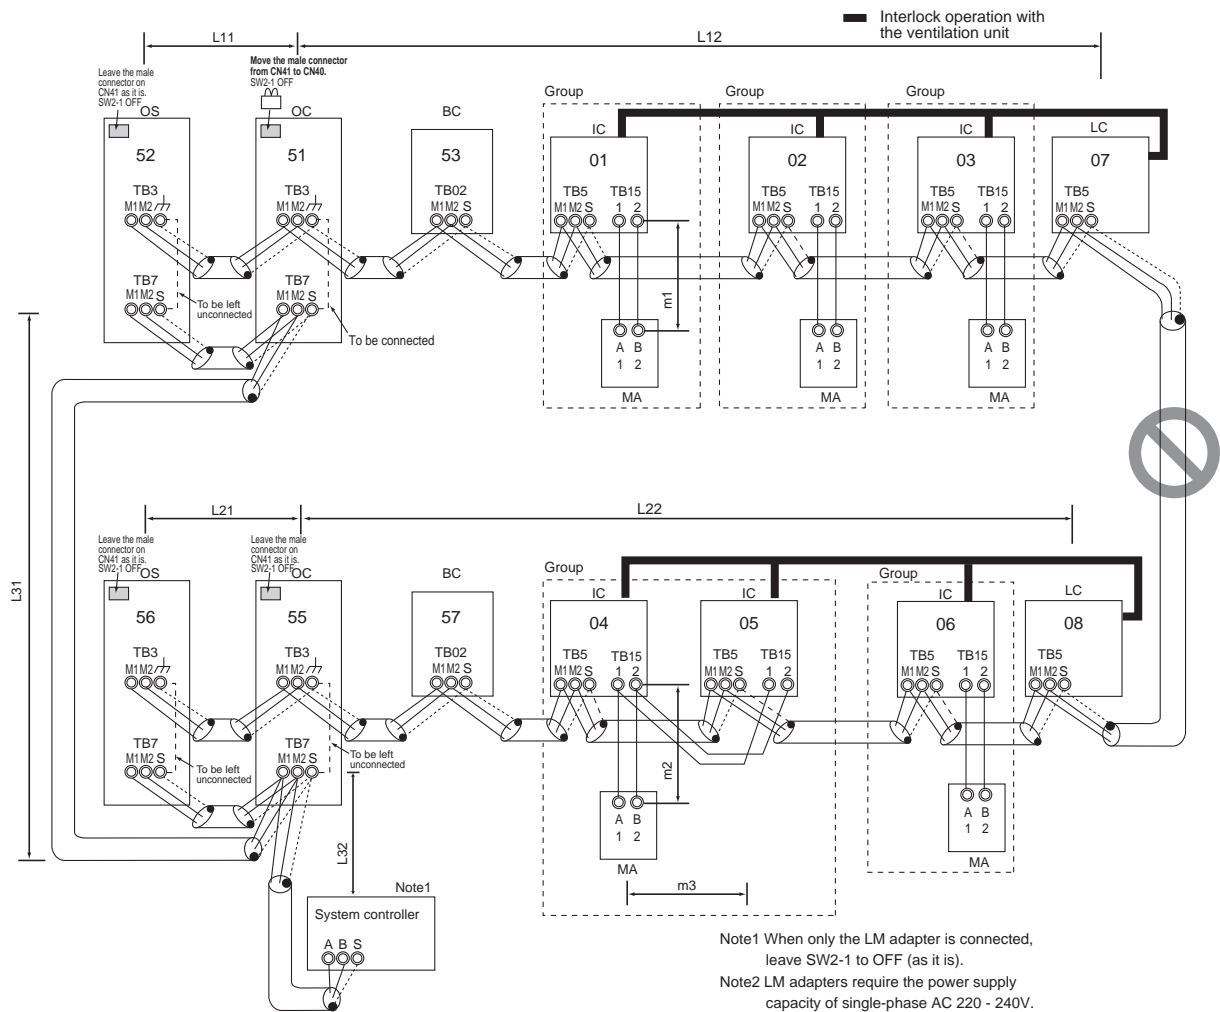 Interlock operation with
the ventilation unit
L11
L12
Leave the male
connector on
CN41 as it is.
SW2-1 OFF
Move the male connector
from CN41 to CN40.
SW2-1 OFF
OS
OC
BC
Group
Group
Group
IC
IC
IC
LC
52
51
53
01
02
03
07
TB3
TB3
TB02
TB5 TB15
TB5 TB15
TB5 TB15
TB5
M1 M2
M1 M2
M1 M2 S
M1 M2 S 1 2
M1 M2 S 1 2
M1 M2 S 1 2
M1 M2 S
TB7
TB7
M1 M2 S
M1 M2 S
To be left
unconnected
To be connected
m1
A B
1 2
MA
A B
1 2
MA
A B
1 2
MA
L31
L21
L22
Leave the male
connector on
CN41 as it is.
SW2-1 OFF
Leave the male
connector on
CN41 as it is.
SW2-1 OFF
OS
OC
BC
Group
Group
IC
IC
IC
LC
56
55
57
04
05
06
08
TB3
TB3
TB02
TB5 TB15
TB5 TB15
TB5 TB15
TB5
M1 M2
M1 M2
M1 M2 S
M1 M2 S 1 2
M1 M2 S 1 2
M1 M2 S 1 2
M1 M2 S
TB7
TB7
M1 M2 S
M1 M2 S
To be left
unconnected
To be left
unconnected
m2
A B
1 2
MA
A B
1 2
MA
m3
L32
Note1
System controller
A B S
Note1 When only the LM adapter is connected,
leave SW2-1 to OFF (as it is).
Note2 LM adapters require the power supply
capacity of single-phase AC 220 - 240V.